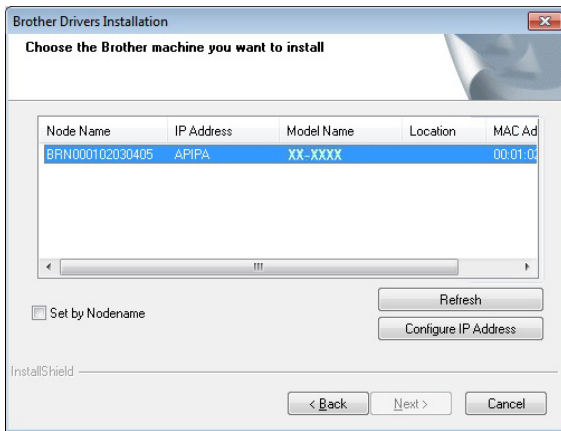 Brother Drivers Installation
Choose the Brother machine you want to install
Node Name IP Address Model Name Location MAC Ad
BRN000102030405 APIPA XX-XXXX 00:01:02
Refresh
Set by Nodename
Configure IP Address
InstallShield
< Back Next > Cancel